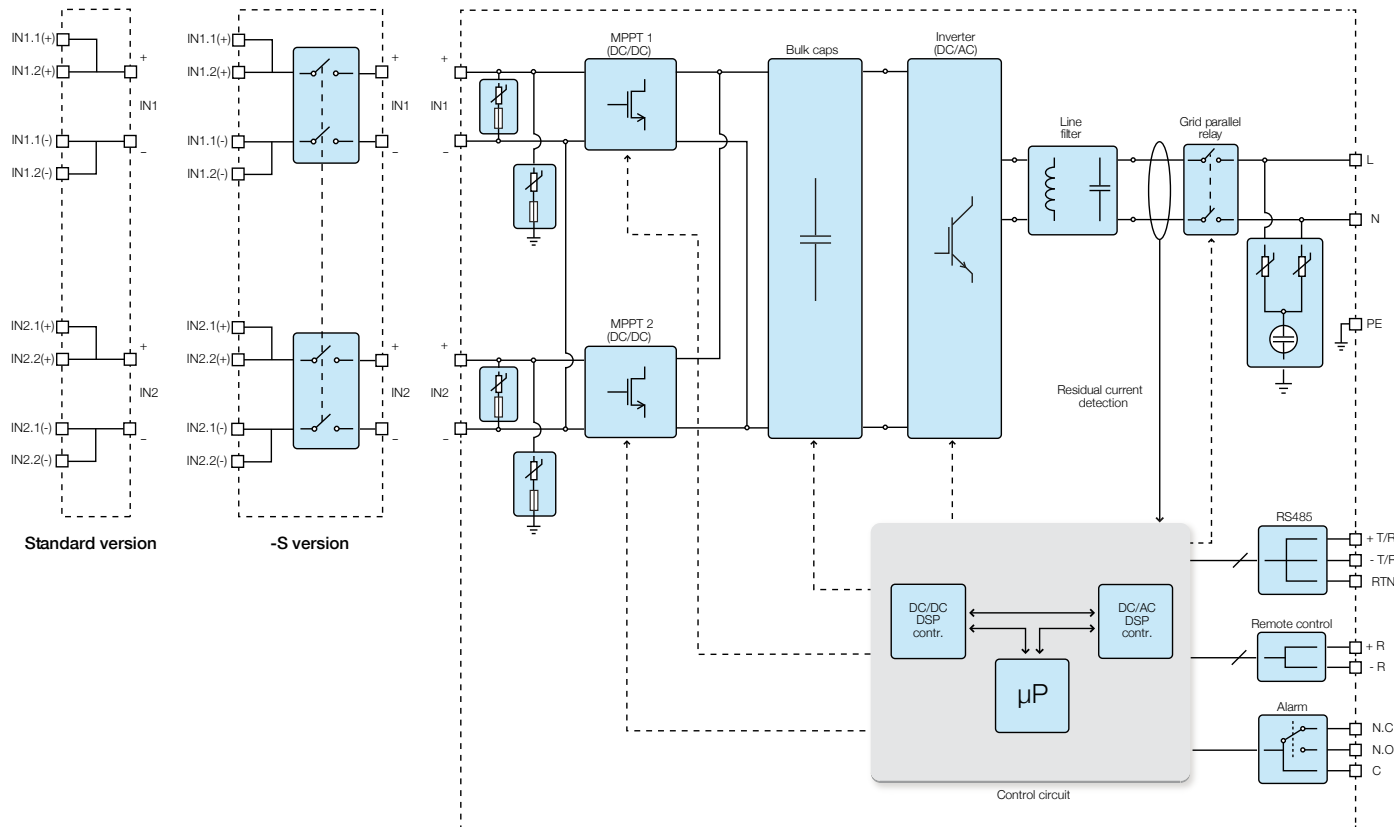 IN1.1(+)
IN1.2(+)
+
IN1
IN1.1(-)
–
IN1.2(-)
IN2.1(+)
+
IN2.2(+)
IN2
IN2.1(-)
–
IN2.2(-)
Standard version
IN1.1(+)
IN1.2(+)
+
IN1
IN1.1(-)
–
IN1.2(-)
IN2.1(+)
+
IN2.2(+)
IN2
IN2.1(-)
–
IN2.2(-)
-S version
+
IN1
–
+
IN2
–
MPPT 1
(DC/DC)
MPPT 2
(DC/DC)
Bulk caps
Inverter
(DC/AC)
Line
filter
Grid parallel
relay
L
N
PE
Residual current
detection
DC/DC
DSP
contr.
DC/AC
DSP
contr.
µP
Control circuit
RS485
+ T/R
- T/R
RTN
Remote control
+ R
- R
Alarm
N.C
N.O
C